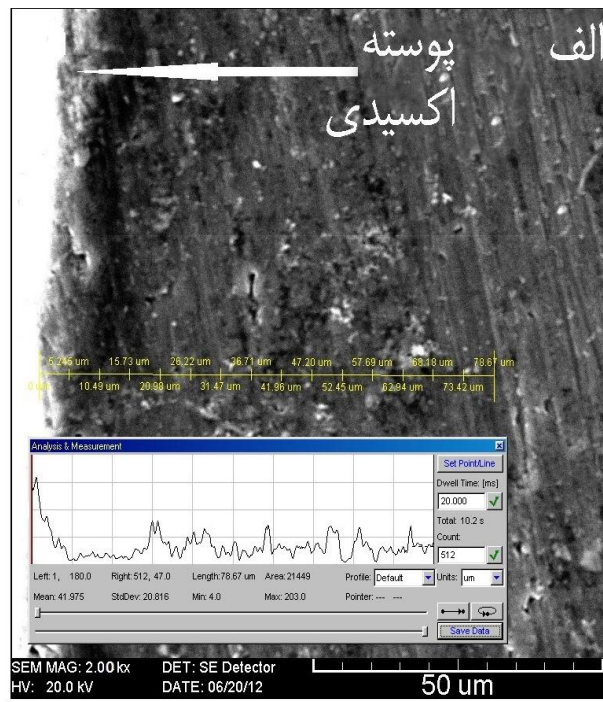 الف
پوسته
اکسیدی
5.245 um 15.73 um 26.22 um 36.71 um 47.20 um 57.69 um 68.18 um 78.67 um
0 um 10.49 um 20.98 um 31.47 um 41.96 um 52.45 um 62.94 um 73.42 um
Analysis & Measurement
Set Point/Line
Dwell Time: [ms]
20.000
Total: 10.2 s
Count:
512
Left: 1, 180.0 Right: 512, 47.0 Length: 78.67 um Area: 21449 Profile: Default Units: um
Mean: 41.975 StdDev: 20.816 Min: 4.0 Max: 203.0 Pointer: --- ---
Save Data
SEM MAG: 2.00 kx DET: SE Detector
HV: 20.0 kV DATE: 06/20/12 50 um